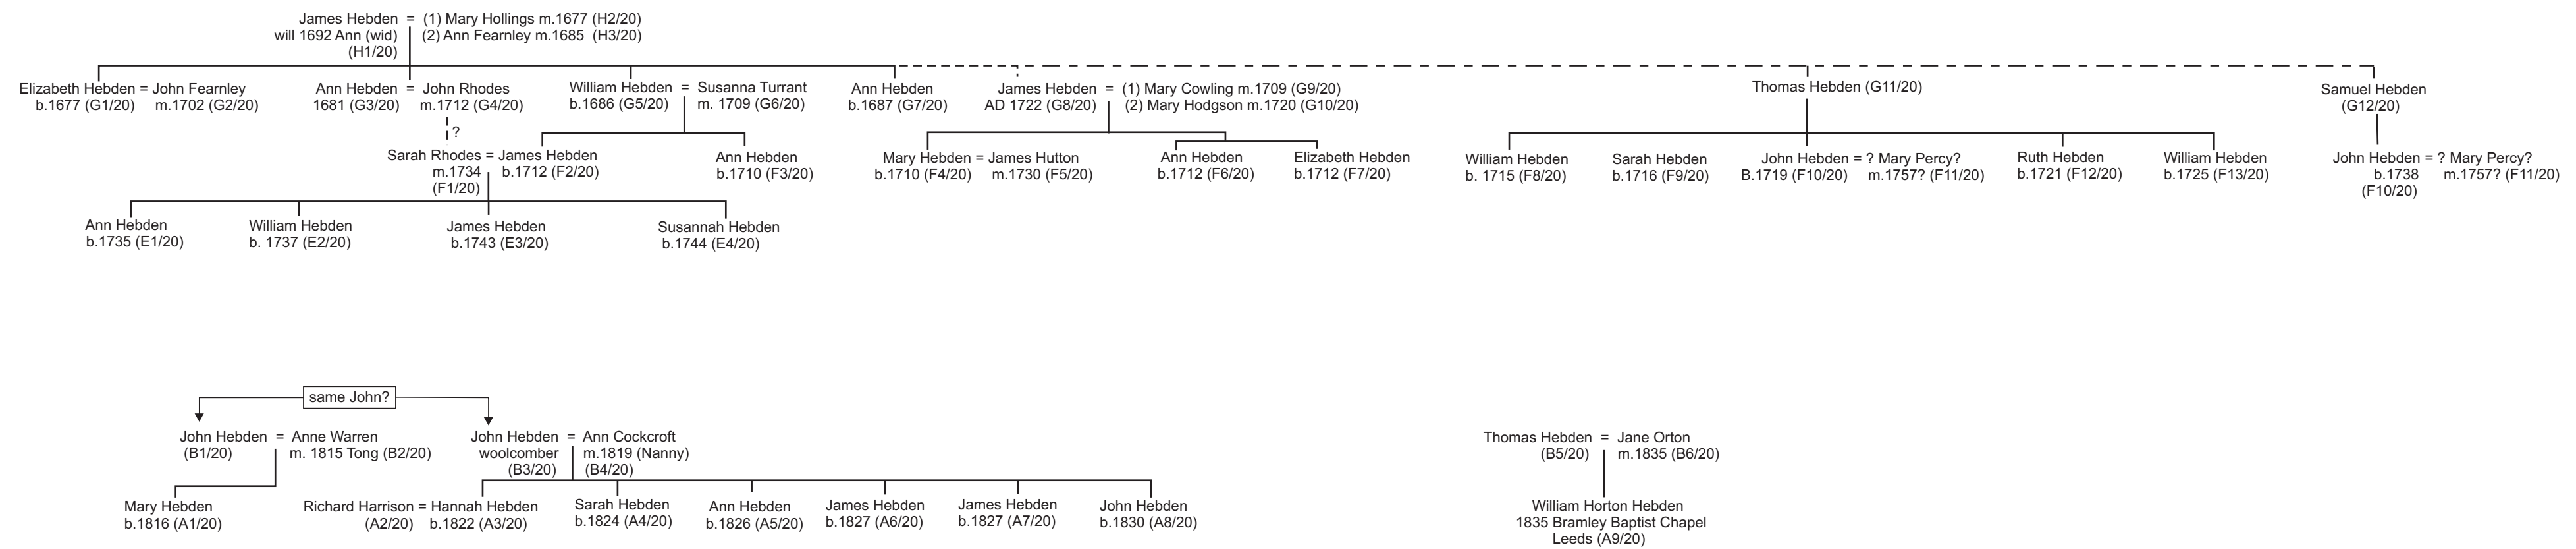 James Hebden = (1) Mary Hollings m.1677 (H2/20)
will 1692 Ann (wid) (2) Ann Fearnley m.1685 (H3/20)
(H1/20)
Elizabeth Hebden = John Fearnley
b.1677 (G1/20) m.1702 (G2/20)
Ann Hebden = John Rhodes
1681 (G3/20) m.1712 (G4/20)
William Hebden = Susanna Turrant
b.1686 (G5/20) m. 1709 (G6/20)
Ann Hebden
b.1687 (G7/20)
James Hebden = (1) Mary Cowling m.1709 (G9/20)
AD 1722 (G8/20) (2) Mary Hodgson m.1720 (G10/20)
Thomas Hebden (G11/20)
Samuel Hebden
(G12/20)
?
Sarah Rhodes = James Hebden
m.1734 b.1712 (F2/20)
(F1/20)
Ann Hebden
b.1710 (F3/20)
Mary Hebden = James Hutton
b.1710 (F4/20) m.1730 (F5/20)
Ann Hebden
b.1712 (F6/20)
Elizabeth Hebden
b.1712 (F7/20)
William Hebden
b. 1715 (F8/20)
Sarah Hebden
b.1716 (F9/20)
John Hebden = ? Mary Percy?
B.1719 (F10/20) m.1757? (F11/20)
Ruth Hebden
b.1721 (F12/20)
William Hebden
b.1725 (F13/20)
John Hebden = ? Mary Percy?
b.1738 m.1757? (F11/20)
(F10/20)
Ann Hebden
b.1735 (E1/20)
William Hebden
b. 1737 (E2/20)
James Hebden
b.1743 (E3/20)
Susannah Hebden
b.1744 (E4/20)
same John?
John Hebden = Anne Warren
(B1/20) m. 1815 Tong (B2/20)
John Hebden = Ann Cockcroft
woolcomber m.1819 (Nanny)
(B3/20) (B4/20)
Thomas Hebden = Jane Orton
(B5/20) m.1835 (B6/20)
Mary Hebden
b.1816 (A1/20)
Richard Harrison = Hannah Hebden
(A2/20) b.1822 (A3/20)
Sarah Hebden
b.1824 (A4/20)
Ann Hebden
b.1826 (A5/20)
James Hebden
b.1827 (A6/20)
James Hebden
b.1827 (A7/20)
John Hebden
b.1830 (A8/20)
William Horton Hebden
1835 Bramley Baptist Chapel
Leeds (A9/20)